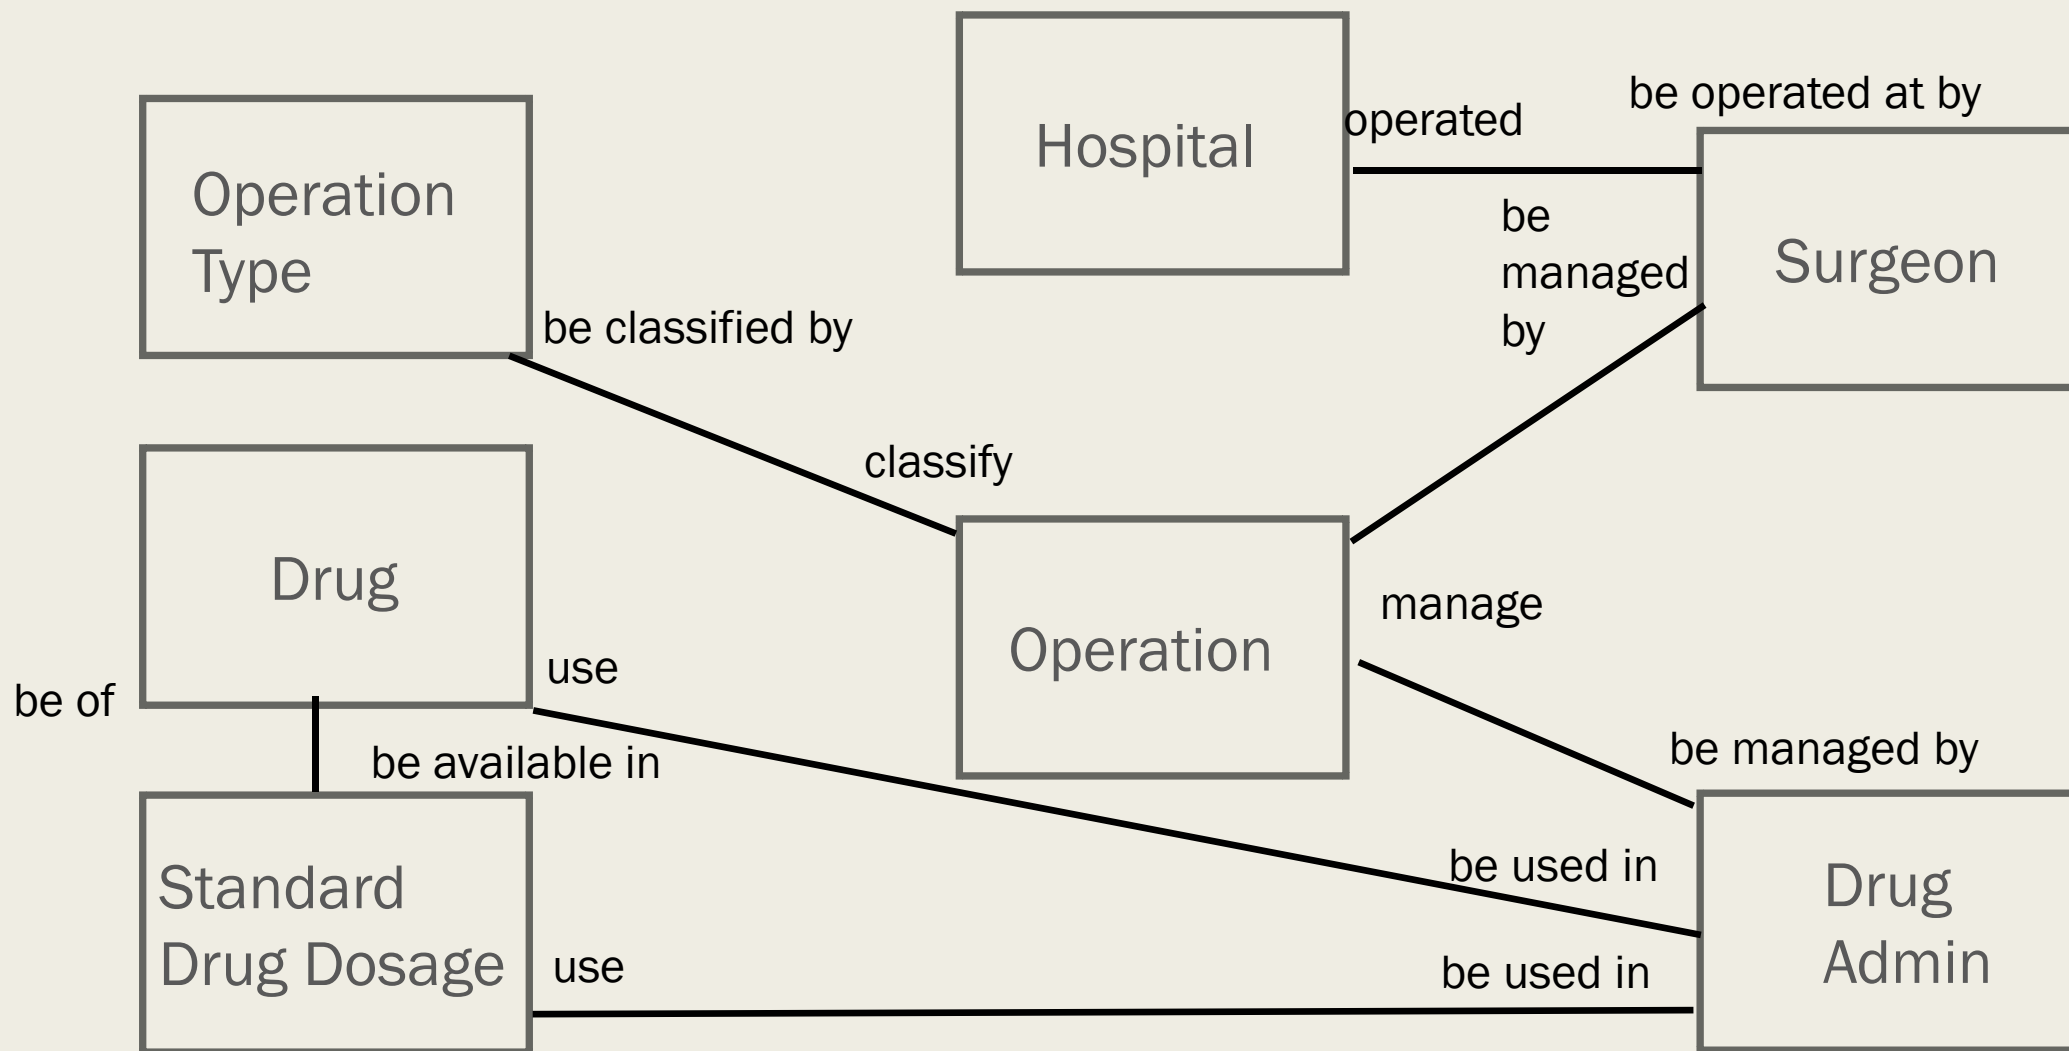 be operated at by
Hospital
operated
Operation
Type
be
managed
by
Surgeon
be classified by
classify
Drug
manage
Operation
use
be of
be available in
be managed by
be used in
Standard
Drug Dosage
Drug
Admin
use
be used in